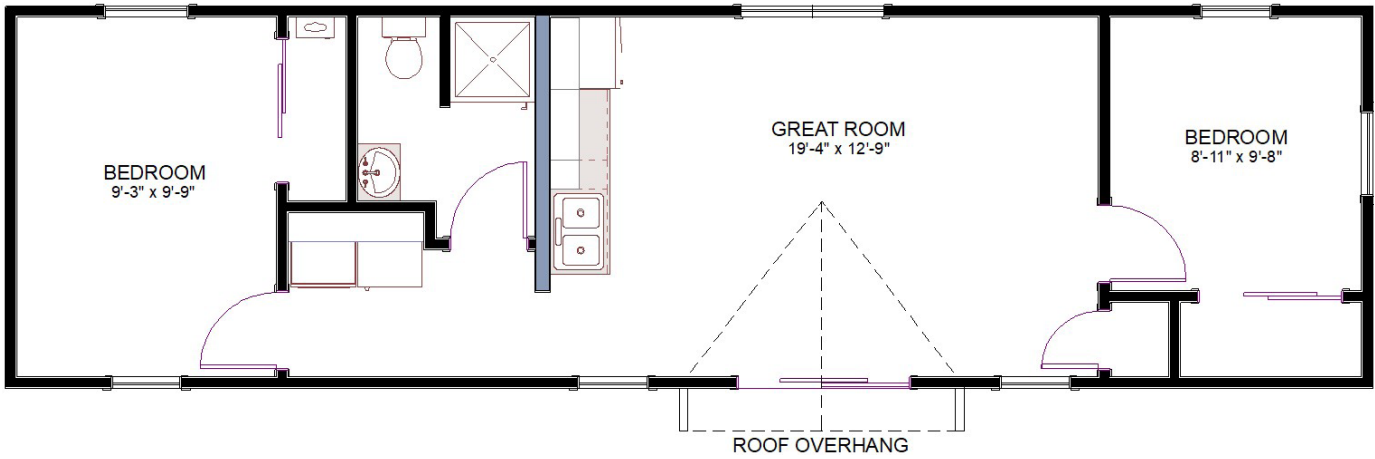 BEDROOM
9'-3" x 9'-9"
GREAT ROOM
19'-4" x 12'-9"
BEDROOM
8'-11" x 9'-8"
ROOF OVERHANG